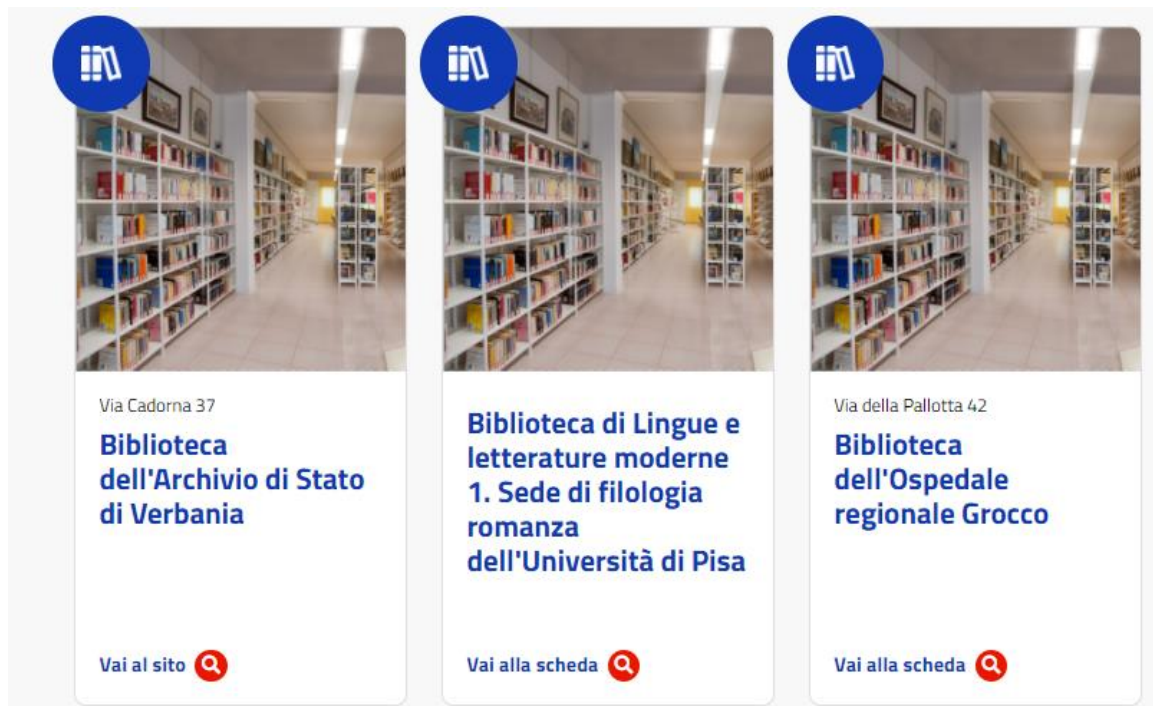 Via Cadorna 37
Biblioteca
dell'Archivio di Stato
di Verbania
Vai al sito
Biblioteca di Lingue e
letterature moderne
1. Sede di filologia
romanza
dell'Università di Pisa
Vai alla scheda
Via della Pallotta 42
Biblioteca
dell'Ospedale
regionale Grocco
Vai alla scheda